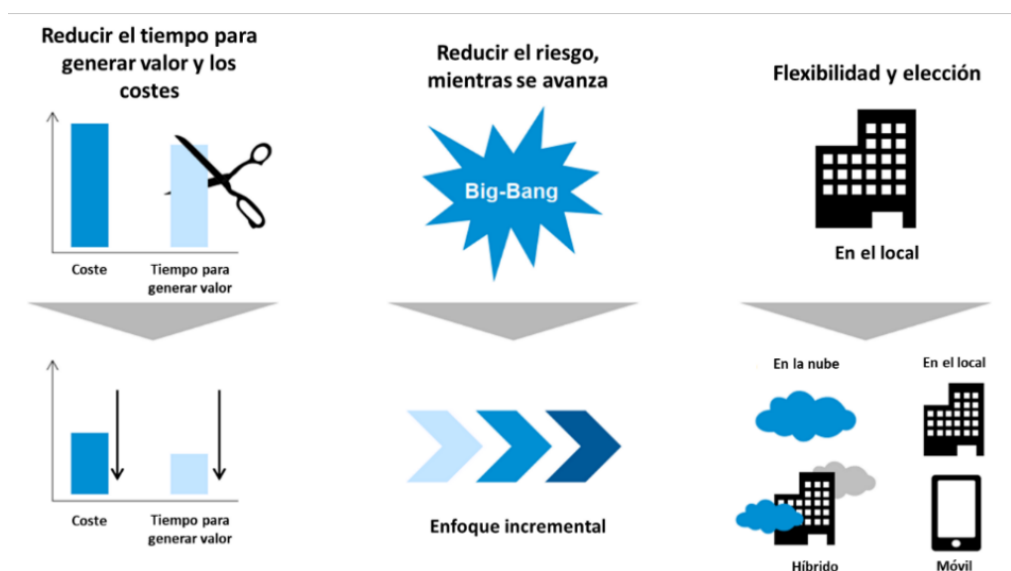 Reducir el tiempo para
generar valor y los
costes
Coste
Tiempo para
generar valor
Coste
Tiempo para
generar valor
Reducir el riesgo,
mientras se avanza
Big-Bang
Enfoque incremental
Flexibilidad y elección
En el local
En la nube
En el local
Híbrido
Móvil